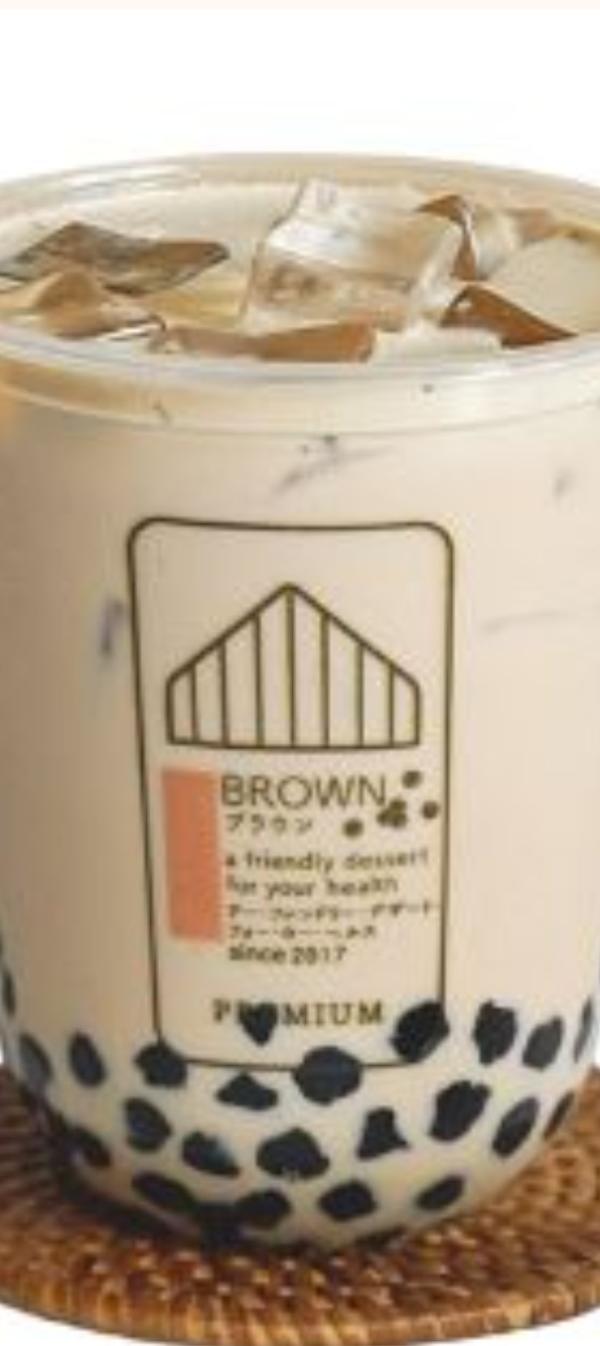 BROWN
ブラウン
a friendly dessert
for your health
ア・フレンドリー・デザート
フォー・ユー・ヘルス
since 2017
PREMIUM